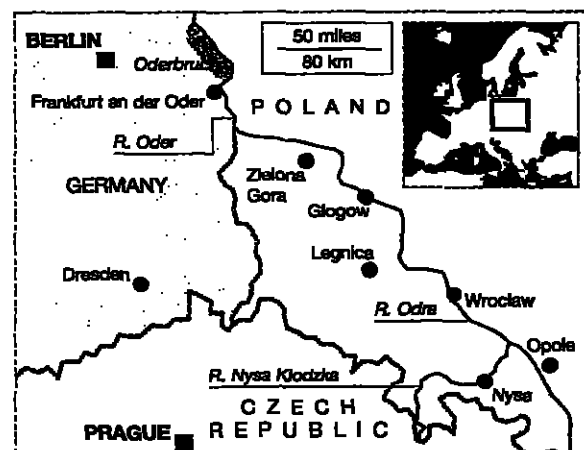 BERLIN
50 miles
80 km
Oderbru
Frankfurt an der Oder
POLAND
R. Oder
GERMANY
Zielona
Gora
Glogow
Legnica
Dresden
Wroclaw
R. Odra
Opole
R. Nysa Klodzka
Nysa
CZECH
REPUBLIC
PRAGUE